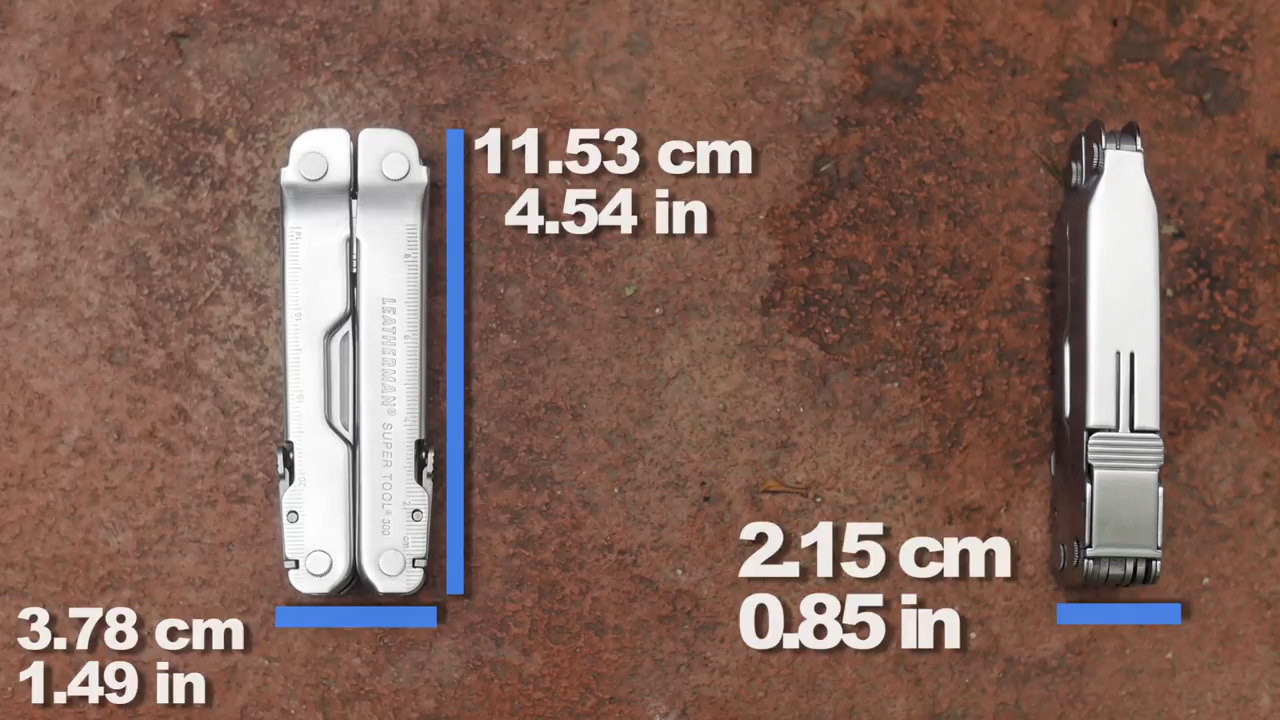 11.53 cm
4.54 in
LEATHERMAN® SUPER TOOL® 300
2.15 cm
0.85 in
3.78 cm
1.49 in